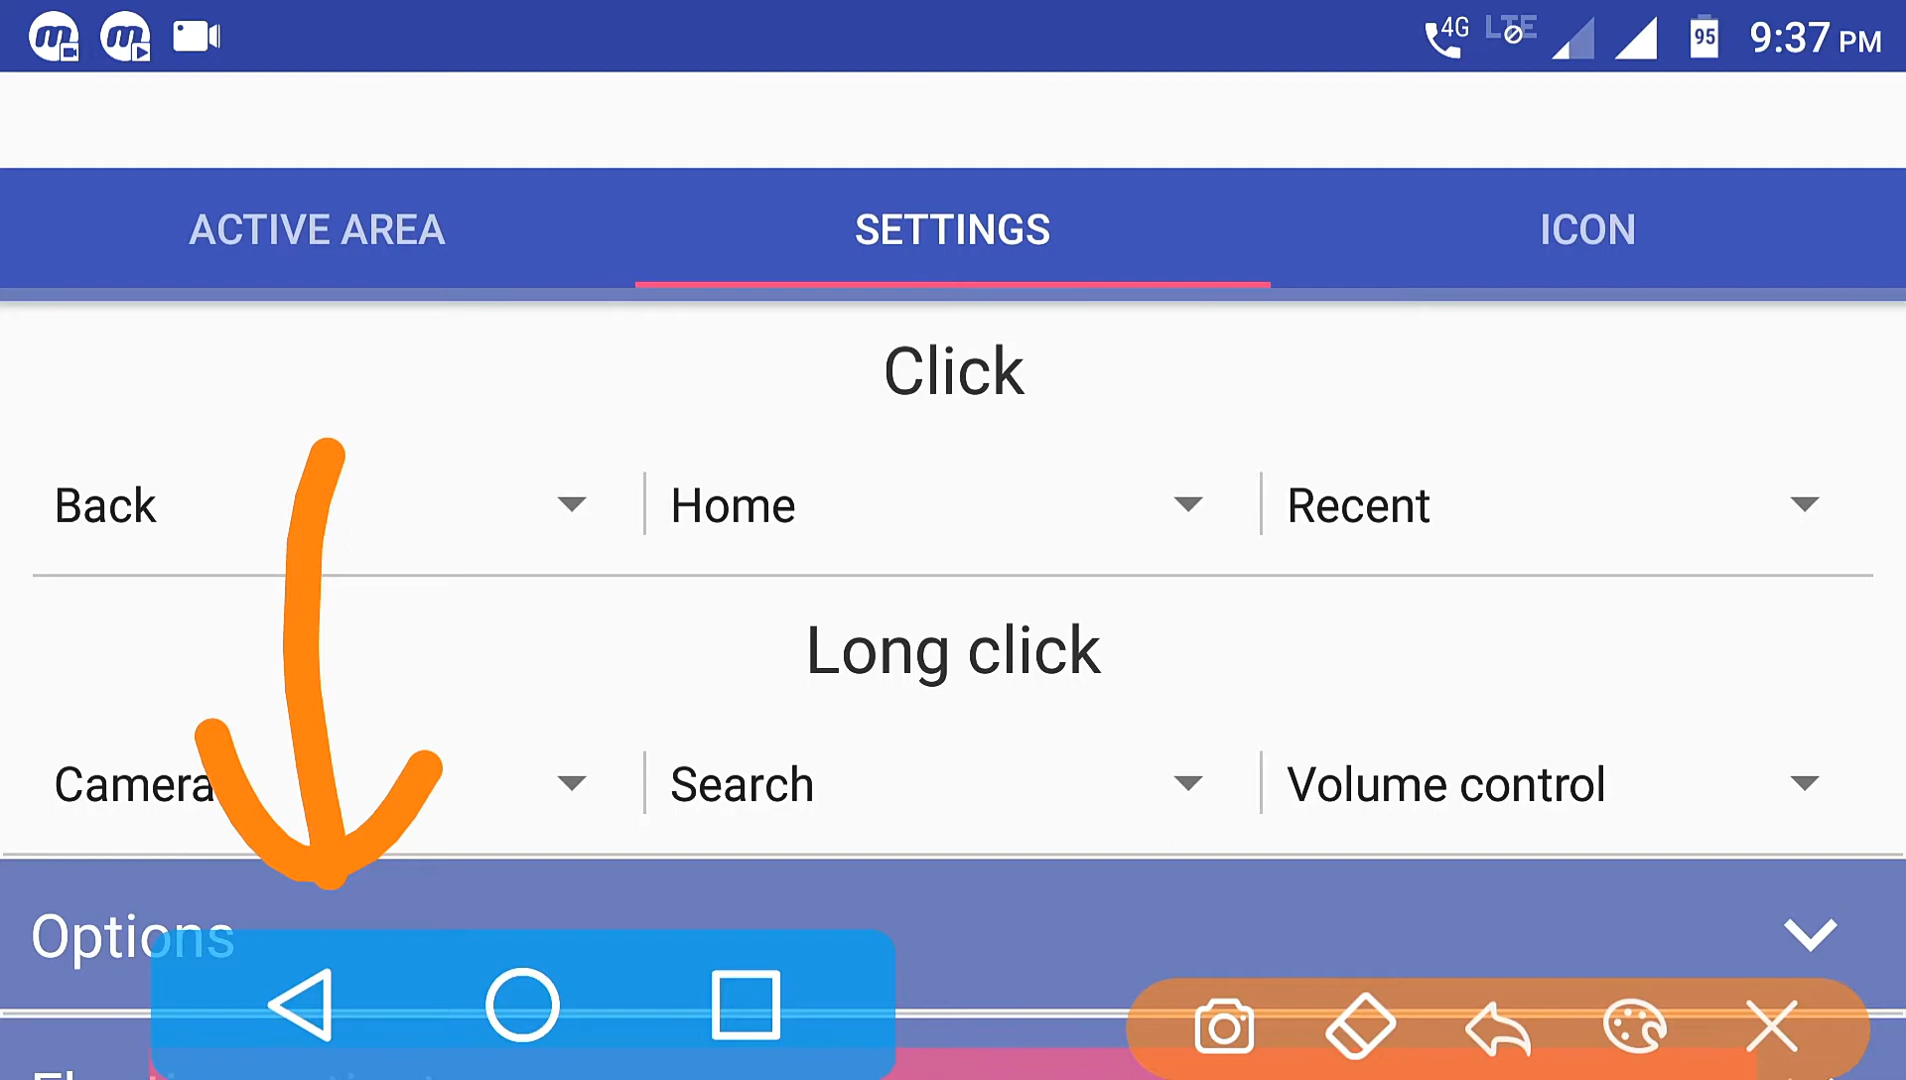 4G LTE 95 9:37 PM
ACTIVE AREA SETTINGS ICON
Click
Back Home Recent
Long click
Camera Search Volume control
Options